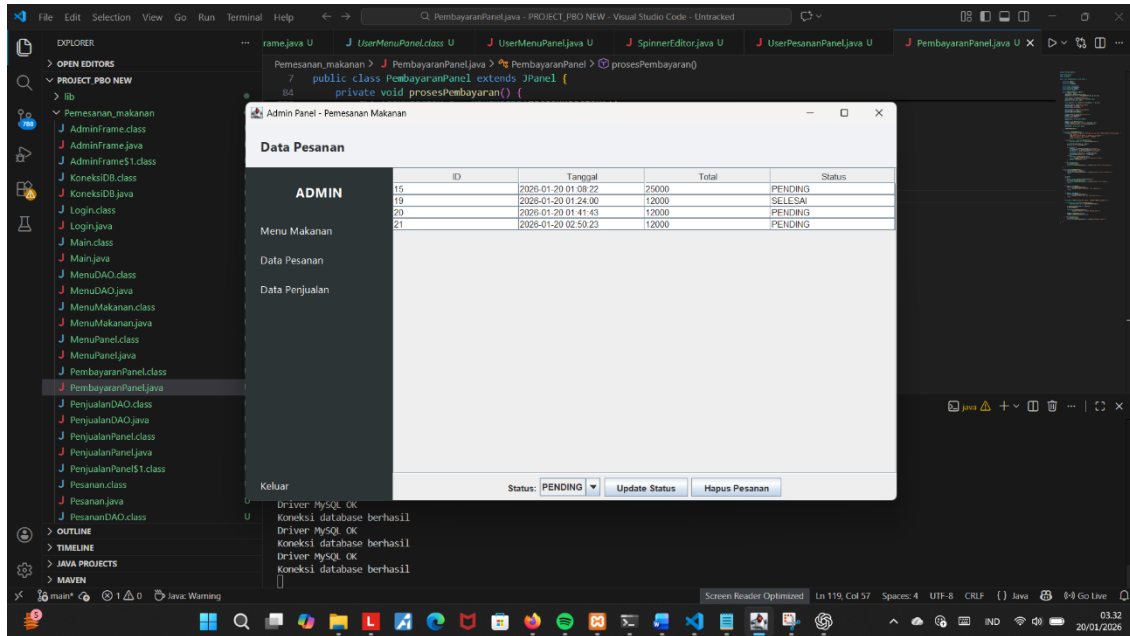 File Edit Selection View Go Run Terminal Help
PembayaranPanel.java - PROJECT_PBO NEW - Visual Studio Code - Untracked
EXPLORER
rame.java U
UserMenuPanel.class U
UserMenuPanel.java U
SpinnerEditor.java U
UserPesananPanel.java U
PembayaranPanel.java U
OPEN EDITORS
PROJECT_PBO NEW
lib
Pemesanan_makanan
AdminFrame.class
AdminFrame.java
AdminFrame$1.class
KoneksiDB.class
KoneksiDB.java
Login.class
Login.java
Main.class
Main.java
MenuDAO.class
MenuDAO.java
MenuMakanan.class
MenuMakanan.java
MenuPanel.class
MenuPanel.java
PembayaranPanel.class
PembayaranPanel.java
PenjualanDAO.class
PenjualanDAO.java
PenjualanPanel.class
PenjualanPanel.java
PenjualanPanel$1.class
Pesanan.class
Pesanan.java U
PesananDAO.class U
OUTLINE
TIMELINE
JAVA PROJECTS
MAVEN
788
Pemesanan_makanan > PembayaranPanel.java > PembayaranPanel > prosesPembayaran()
7 public class PembayaranPanel extends JPanel {
84 private void prosesPembayaran() {
Admin Panel - Pemesanan Makanan
Data Pesanan
ADMIN
Menu Makanan
Data Pesanan
Data Penjualan
Keluar
ID Tanggal Total Status
15 2026-01-20 01:08:22 25000 PENDING
19 2026-01-20 01:24:00 12000 SELESAI
20 2026-01-20 01:41:43 12000 PENDING
21 2026-01-20 02:50:23 12000 PENDING
Status: PENDING Update Status Hapus Pesanan
java
Driver MySQL OK
Koneksi database berhasil
Driver MySQL OK
Koneksi database berhasil
Driver MySQL OK
Koneksi database berhasil
main* 1 0 Java: Warning
Screen Reader Optimized Ln 119, Col 57 Spaces: 4 UTF-8 CRLF {} Java Go Live
IND
03.32
20/01/2026